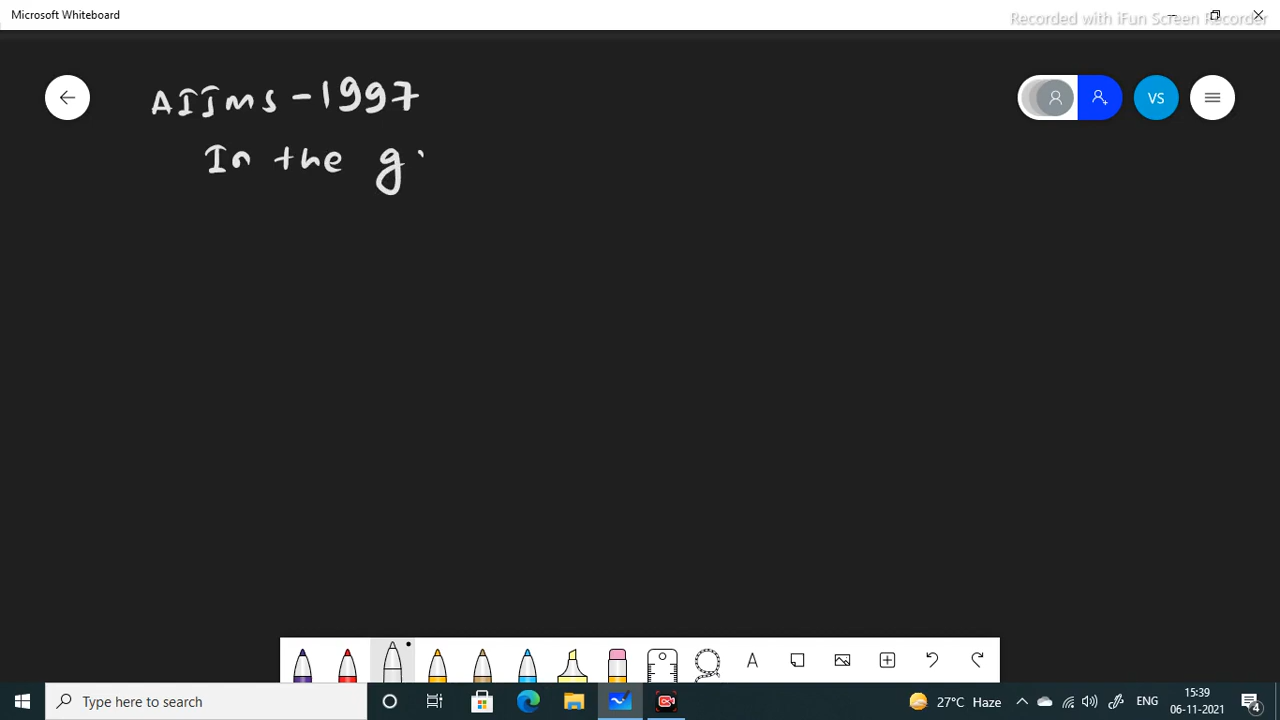 Microsoft Whiteboard
Recorded with iFun Screen Recorder
AIIms - 1997
VS
In the g
A
Type here to search
27°C Haze
ENG
15:39
06-11-2021
4